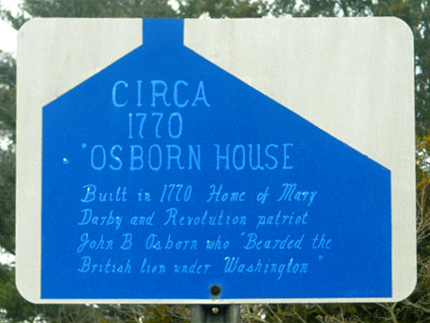 CIRCA
1770
"OSBORN HOUSE
Built in 1770 Home of Mary
Darby and Revolution patriot
John B Osborn who "Bearded the
British lion under Washington."